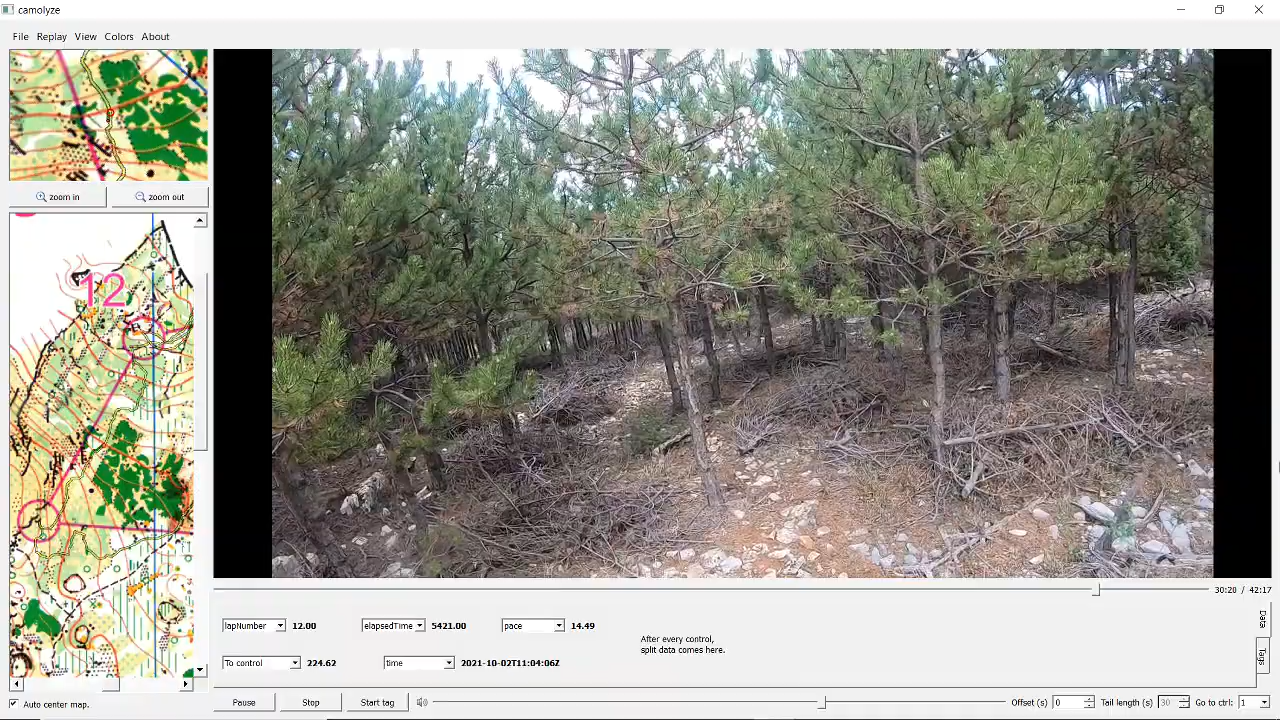 camolyze
File Replay View Colors About
zoom in zoom out
12
30:20 / 42:17
lapNumber 12.00 elapsedTime 5421.00 pace 14.49
After every control,
split data comes here.
To control 224.62 time 2021-10-02T11:04:06Z
Data
Tags
Auto center map.
Pause Stop Start tag Offset (s) 0 Tail length (s) 30 Go to ctrl: 1